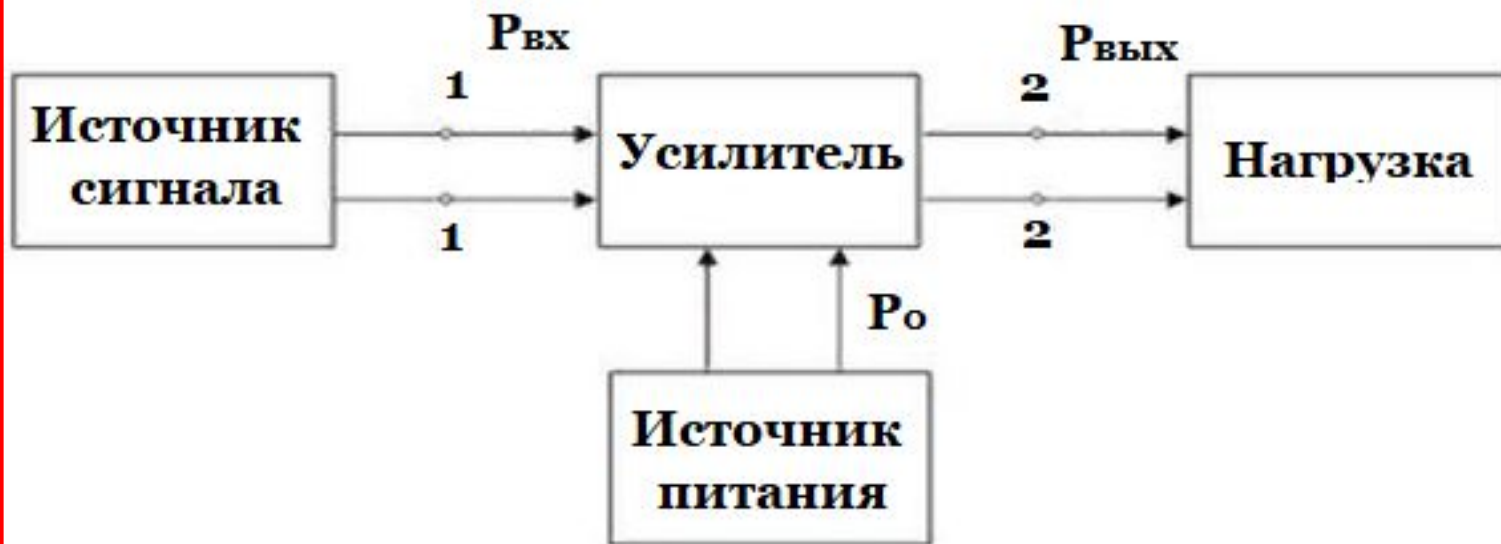 Рвх
Рвых
1
2
Источник
сигнала
Усилитель
Нагрузка
1
2
Ро
Источник
питания